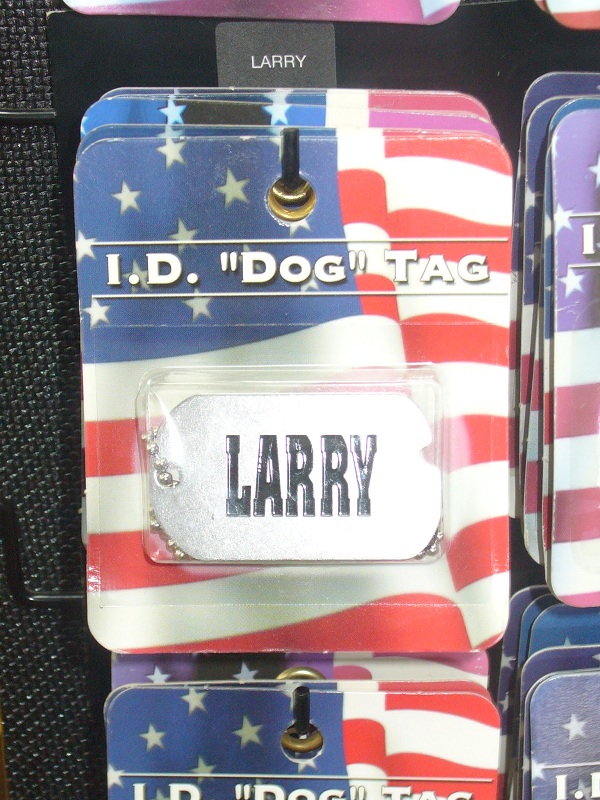 LARRY
I.D. "DOG" TAG
LARRY
I.D. "DOG" TAG
I.
I.D